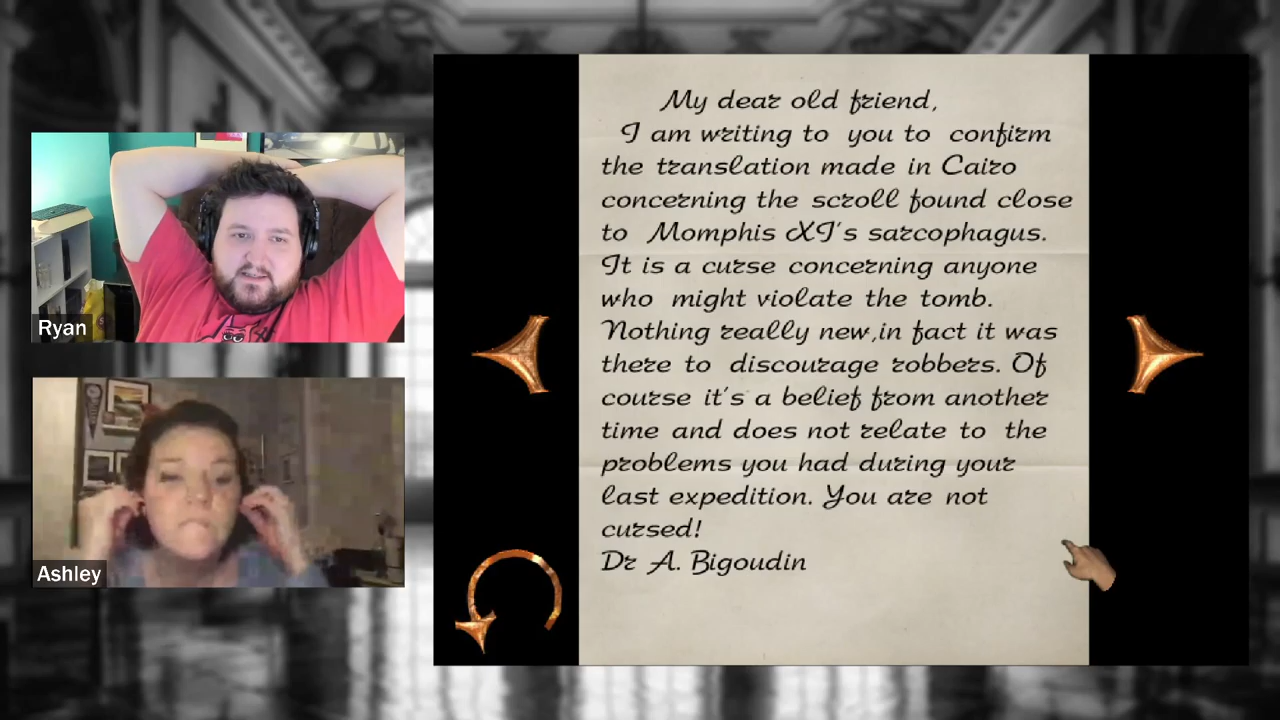 Ryan
Ashley
My dear old friend,
I am writing to you to confirm
the translation made in Cairo
concerning the scroll found close
to Momphis XI's sarcophagus.
It is a curse concerning anyone
who might violate the tomb.
Nothing really new,in fact it was
there to discourage robbers. Of
course it's a belief from another
time and does not relate to the
problems you had during your
last expedition. You are not
cursed!
Dr A. Bigoudin